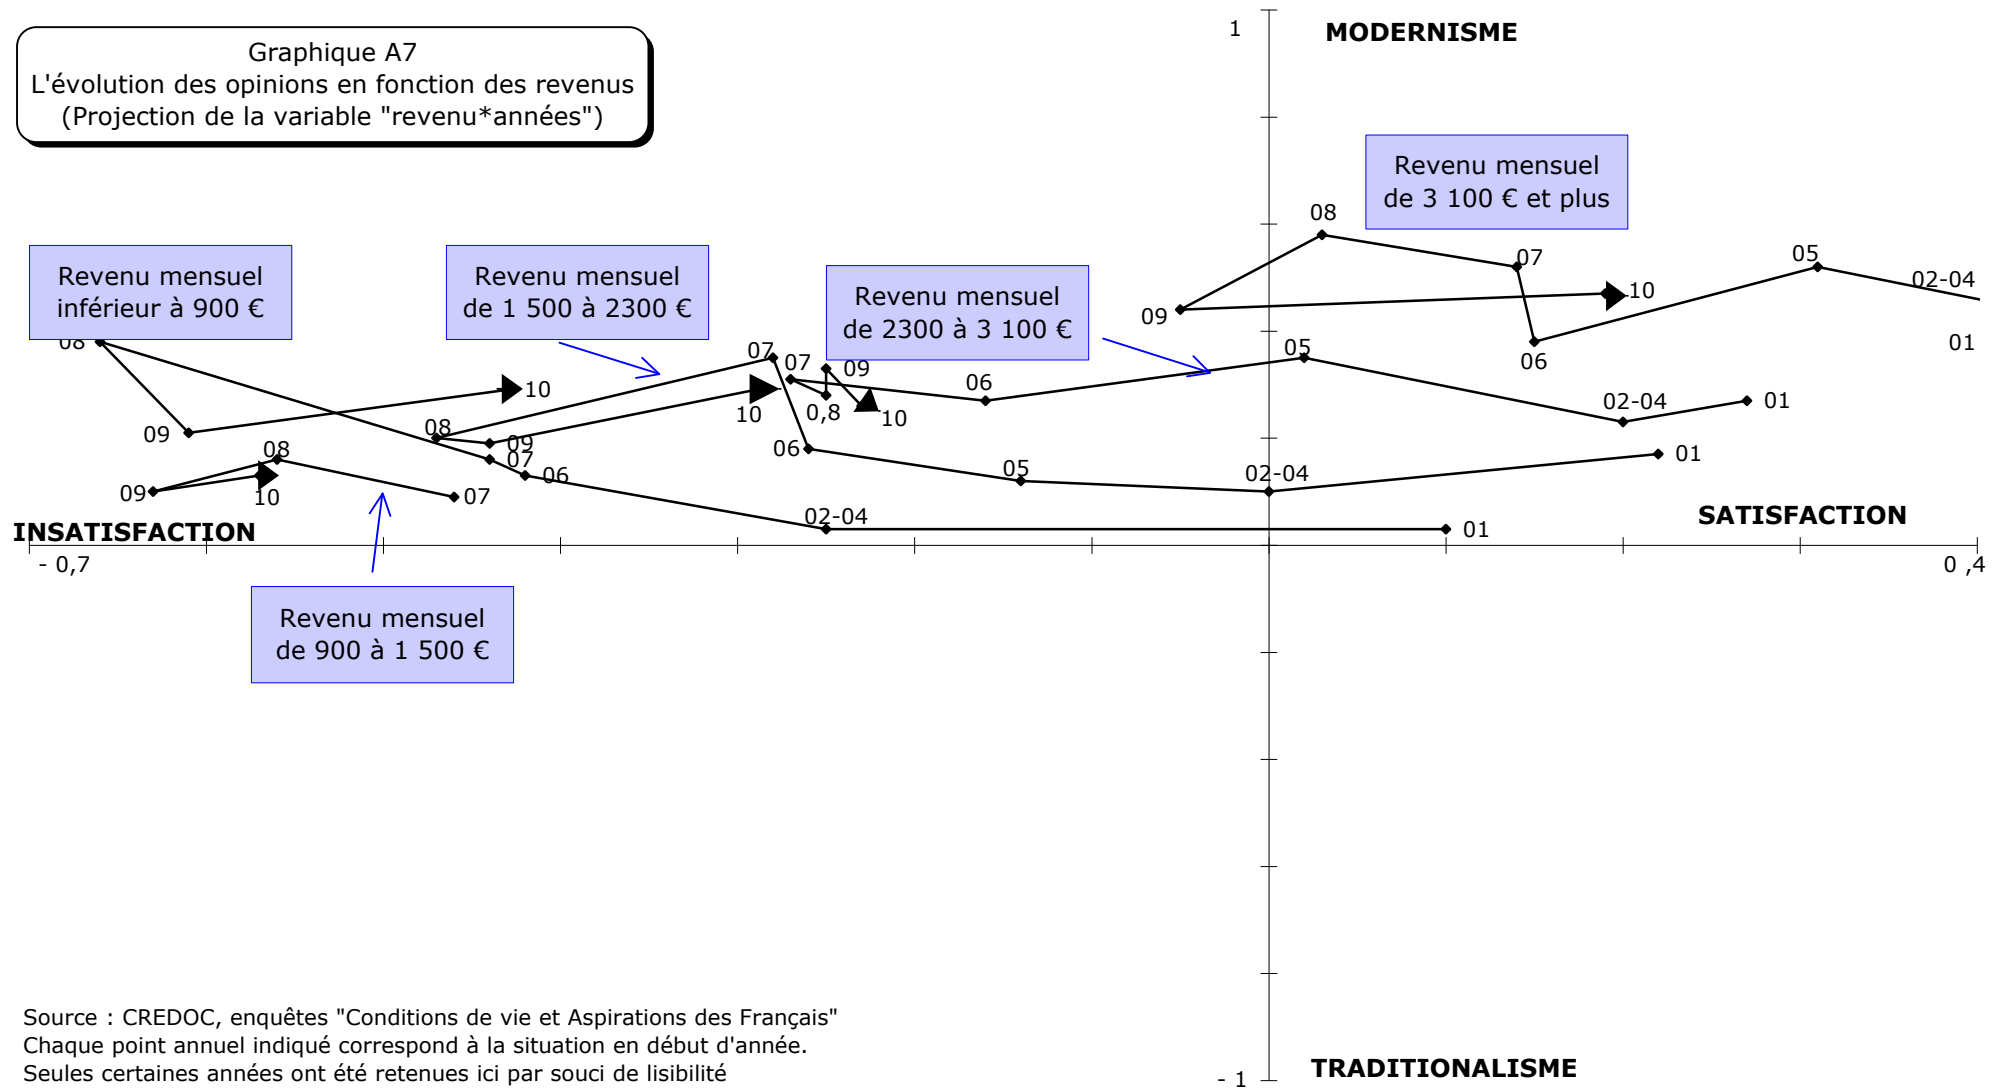 Graphique A7
L'évolution des opinions en fonction des revenus
(Projection de la variable "revenu*années")
1
MODERNISME
Revenu mensuel
de 3 100 € et plus
08
07
05
02-04
10
09
06
01
Revenu mensuel
inférieur à 900 €
08
10
09
Revenu mensuel
de 1 500 à 2300 €
Revenu mensuel
de 2300 à 3 100 €
07
07
09
06
05
02-04
01
10
0,8
10
08
09
07
06
06
05
02-04
01
08
09
10
07
02-04
01
INSATISFACTION
SATISFACTION
- 0,7
0 ,4
Revenu mensuel
de 900 à 1 500 €
Source : CREDOC, enquêtes "Conditions de vie et Aspirations des Français"
Chaque point annuel indiqué correspond à la situation en début d'année.
Seules certaines années ont été retenues ici par souci de lisibilité
- 1
TRADITIONALISME